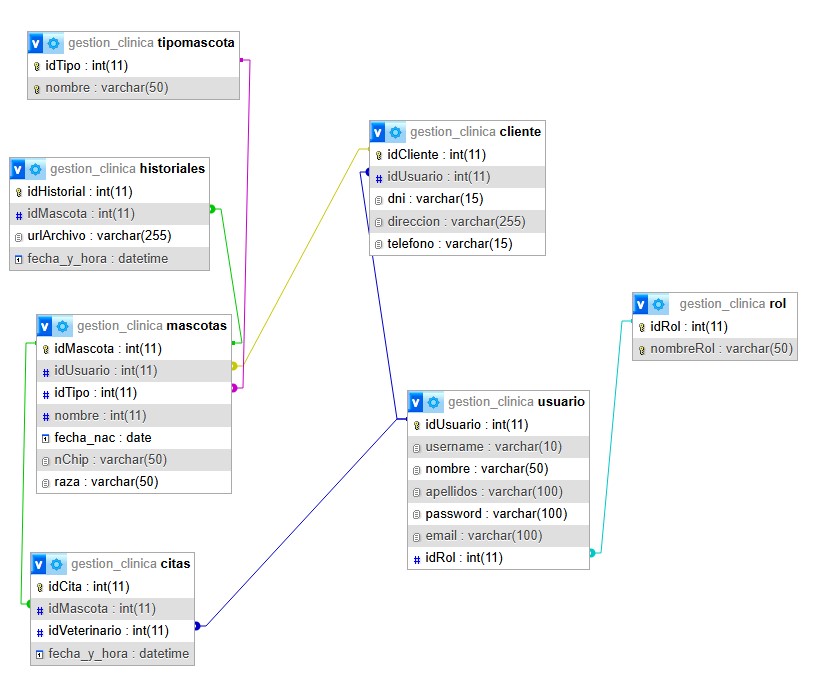 gestion_clinica tipomascota
idTipo : int(11)
nombre : varchar(50)
gestion_clinica historiales
idHistorial : int(11)
idMascota : int(11)
urlArchivo : varchar(255)
fecha_y_hora : datetime
gestion_clinica mascotas
idMascota : int(11)
idUsuario : int(11)
idTipo : int(11)
nombre : int(11)
fecha_nac : date
nChip : varchar(50)
raza : varchar(50)
gestion_clinica citas
idCita : int(11)
idMascota : int(11)
idVeterinario : int(11)
fecha_y_hora : datetime
gestion_clinica cliente
idCliente : int(11)
idUsuario : int(11)
dni : varchar(15)
direccion : varchar(255)
telefono : varchar(15)
gestion_clinica usuario
idUsuario : int(11)
username : varchar(10)
nombre : varchar(50)
apellidos : varchar(100)
password : varchar(100)
email : varchar(100)
idRol : int(11)
gestion_clinica rol
idRol : int(11)
nombreRol : varchar(50)